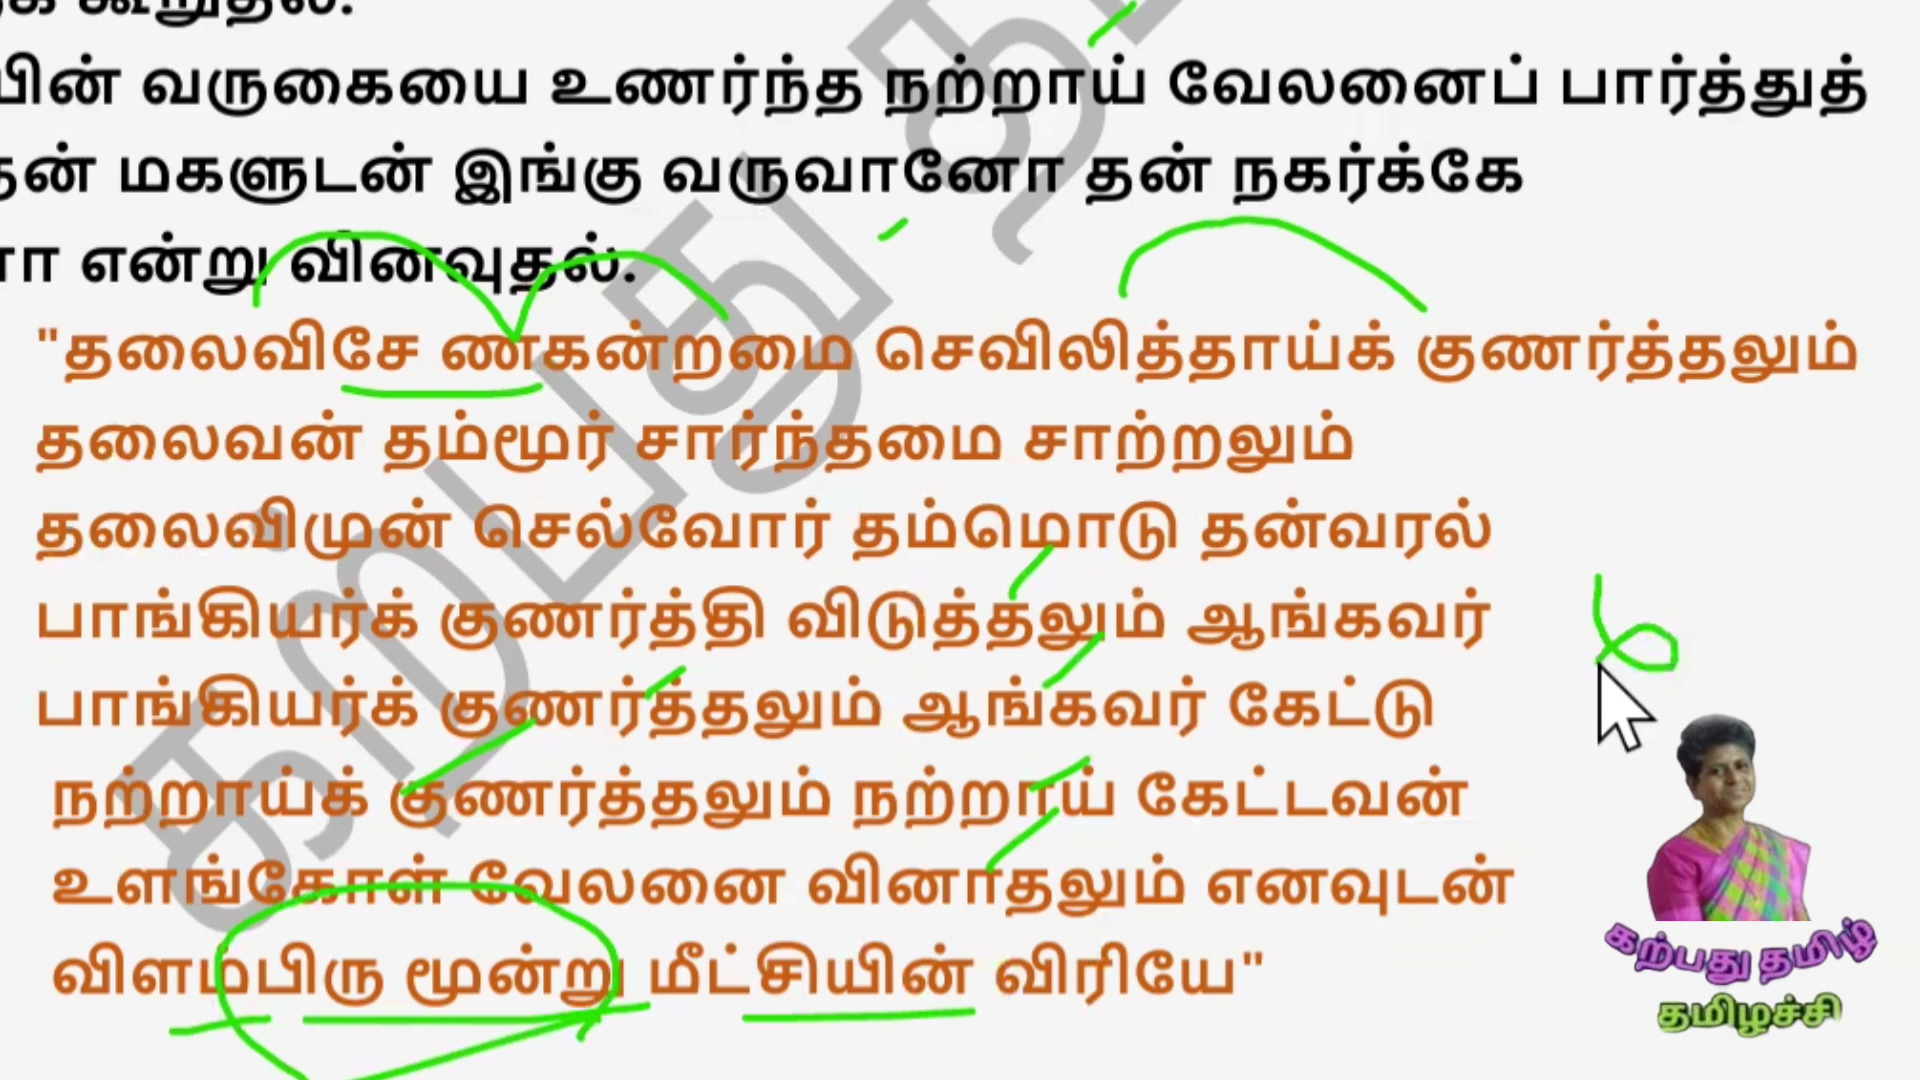 கூறுதல்.
யின் வருகையை உணர்ந்த நற்றாய் வேலனைப் பார்த்துத்
தன் மகளுடன் இங்கு வருவானோ தன் நகர்க்கே
என்று வினவுதல்.
"தலைவிசே ண்கன்றமை செவிலித்தாய்க் குணர்த்தலும்
தலைவன் தம்மூர் சார்ந்தமை சாற்றலும்
தலைவிமுன் செல்வோர் தம்மொடு தன்வரல்
பாங்கியர்க் குணர்த்தி விடுத்தலும் ஆங்கவர்
பாங்கியர்க் குணர்த்தலும் ஆங்கவர் கேட்டு
நற்றாய்க் குணர்த்தலும் நற்றாய் கேட்டவன்
உளங்கோள் வேலனை வினாதலும் எனவுடன்
விளம்பிரு மூன்று மீட்சியின் விரியே"
கற்பது தமிழ்
தமிழச்சி